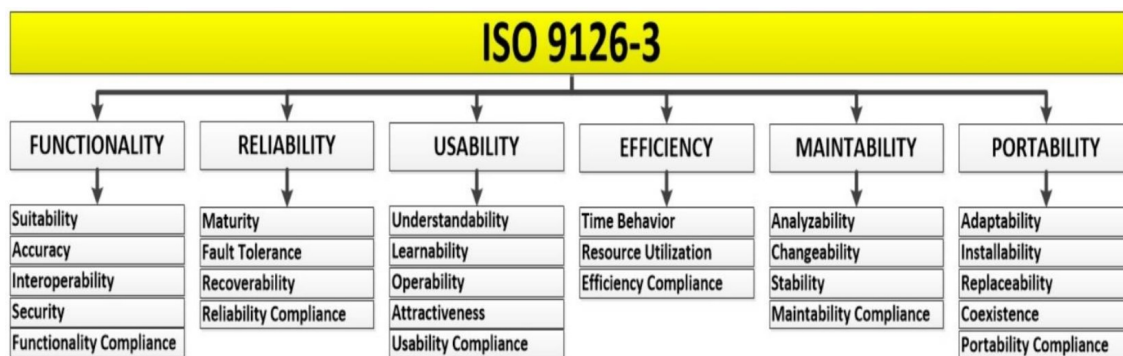 ISO 9126-3
FUNCTIONALITY
Suitability
Accuracy
Interoperability
Security
Functionality Compliance
RELIABILITY
Maturity
Fault Tolerance
Recoverability
Reliability Compliance
USABILITY
Understandability
Learnability
Operability
Attractiveness
Usability Compliance
EFFICIENCY
Time Behavior
Resource Utilization
Efficiency Compliance
MAINTABILITY
Analyzability
Changeability
Stability
Maintability Compliance
PORTABILITY
Adaptability
Installability
Replaceability
Coexistence
Portability Compliance